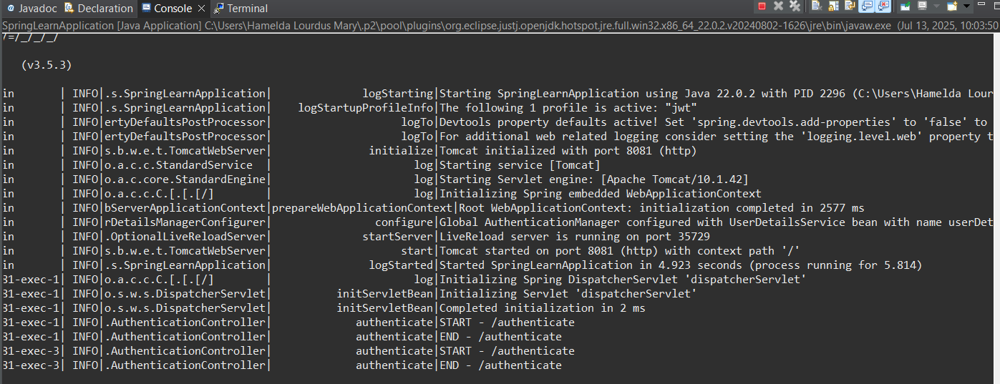 @ Javadoc Declaration Console Terminal
SpringLearnApplication [Java Application] C:\Users\Hamelda Lourdus Mary\.p2\pool\plugins\org.eclipse.justj.openjdk.hotspot.jre.full.win32.x86_64_22.0.2.v20240802-1626\jre\bin\javaw.exe (Jul 13, 2025, 10:03:50
/=/_/_/_/
(v3.5.3)
in | INFO|.s.SpringLearnApplication| logStarting|Starting SpringLearnApplication using Java 22.0.2 with PID 2296 (C:\Users\Hamelda Lour
in | INFO|.s.SpringLearnApplication| logStartupProfileInfo|The following 1 profile is active: "jwt"
in | INFO|ertyDefaultsPostProcessor| logTo|Devtools property defaults active! Set 'spring.devtools.add-properties' to 'false' to
in | INFO|ertyDefaultsPostProcessor| logTo|For additional web related logging consider setting the 'logging.level.web' property t
in | INFO|s.b.w.e.t.TomcatWebServer| initialize|Tomcat initialized with port 8081 (http)
in | INFO|o.a.c.c.StandardService | log|Starting service [Tomcat]
in | INFO|o.a.c.core.StandardEngine| log|Starting Servlet engine: [Apache Tomcat/10.1.42]
in | INFO|o.a.c.c.C.[.[.[/] | log|Initializing Spring embedded WebApplicationContext
in | INFO|bServerApplicationContext|prepareWebApplicationContext|Root WebApplicationContext: initialization completed in 2577 ms
in | INFO|rDetailsManagerConfigurer| configure|Global AuthenticationManager configured with UserDetailsService bean with name userDet
in | INFO|.OptionalLiveReloadServer| startServer|LiveReload server is running on port 35729
in | INFO|s.b.w.e.t.TomcatWebServer| start|Tomcat started on port 8081 (http) with context path '/'
in | INFO|.s.SpringLearnApplication| logStarted|Started SpringLearnApplication in 4.923 seconds (process running for 5.814)
81-exec-1| INFO|o.a.c.c.C.[.[.[/] | log|Initializing Spring DispatcherServlet 'dispatcherServlet'
81-exec-1| INFO|o.s.w.s.DispatcherServlet| initServletBean|Initializing Servlet 'dispatcherServlet'
81-exec-1| INFO|o.s.w.s.DispatcherServlet| initServletBean|Completed initialization in 2 ms
81-exec-1| INFO|.AuthenticationController| authenticate|START - /authenticate
81-exec-1| INFO|.AuthenticationController| authenticate|END - /authenticate
81-exec-3| INFO|.AuthenticationController| authenticate|START - /authenticate
81-exec-3| INFO|.AuthenticationController| authenticate|END - /authenticate